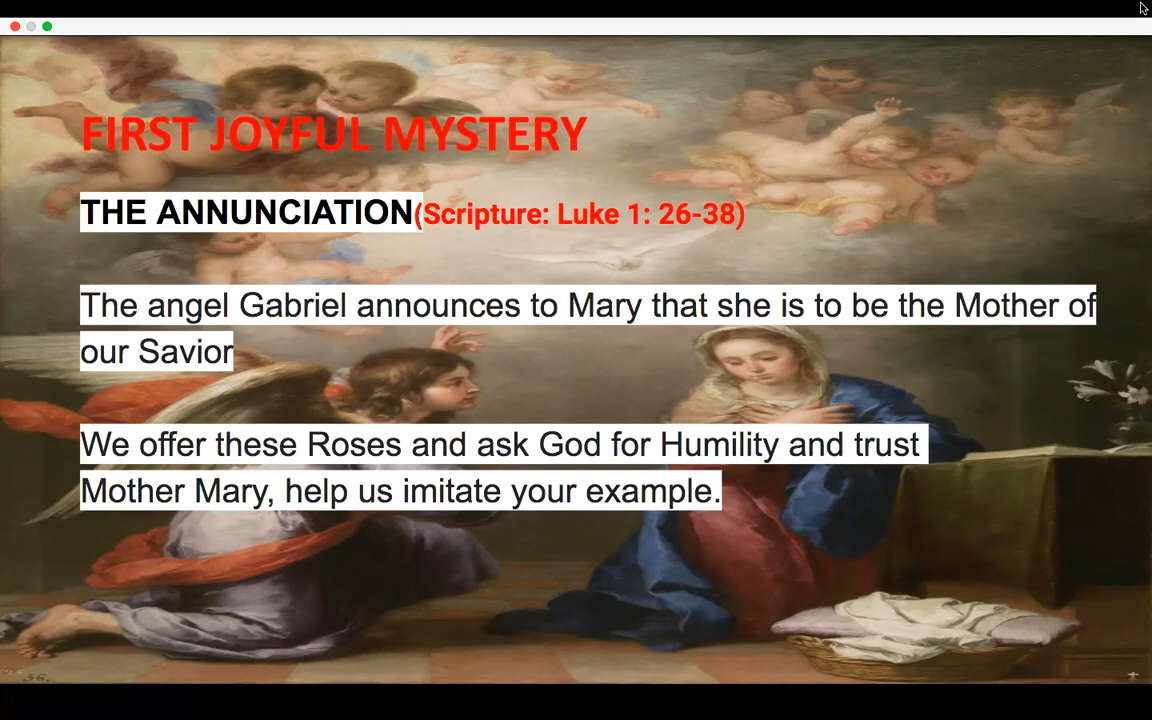 FIRST JOYFUL MYSTERY
THE ANNUNCIATION(Scripture: Luke 1: 26-38)
The angel Gabriel announces to Mary that she is to be the Mother of
our Savior
We offer these Roses and ask God for Humility and trust
Mother Mary, help us imitate your example.
56.